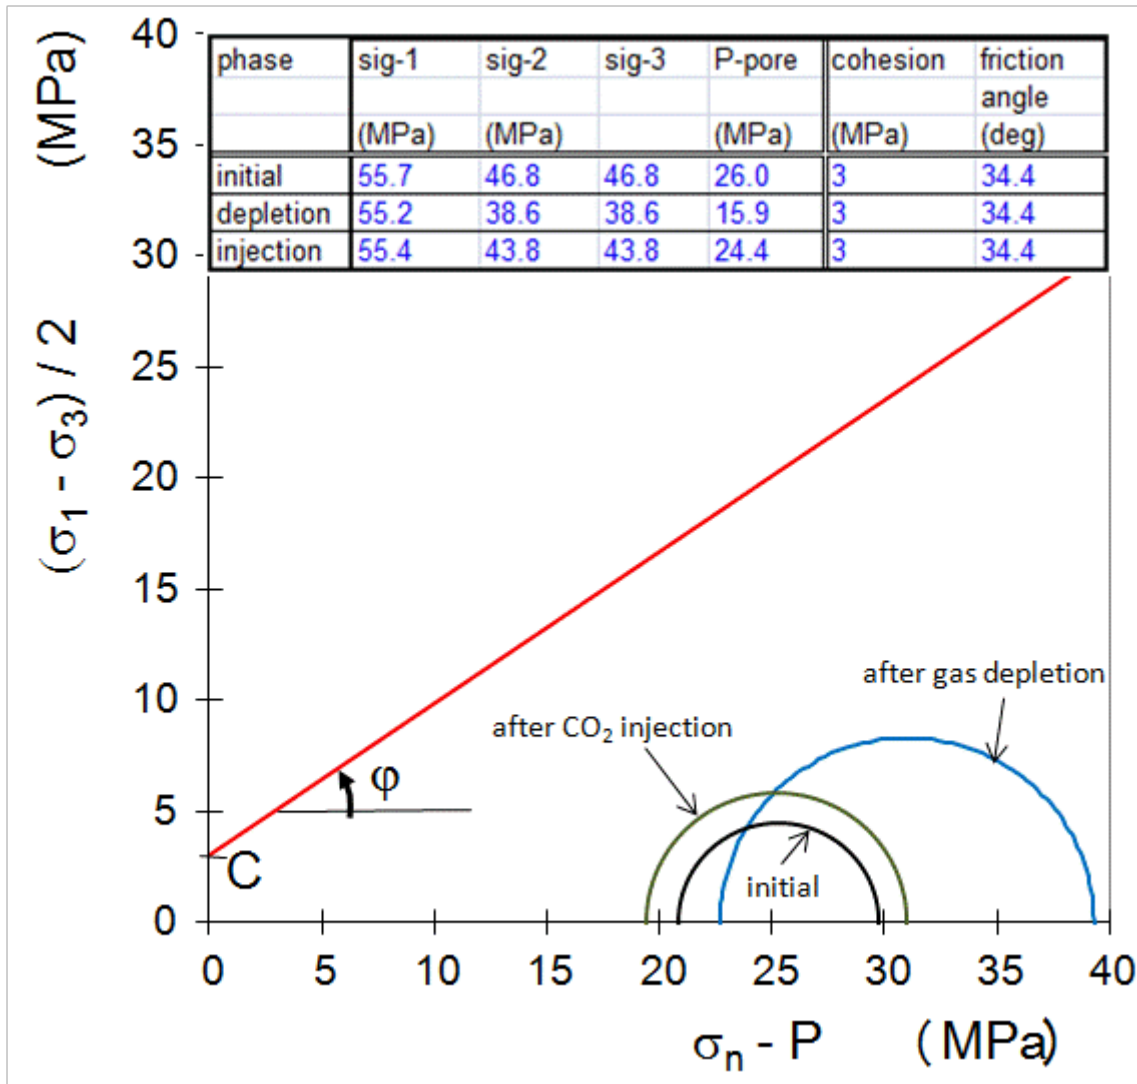 40
(MPa)
35
30
phase sig-1 sig-2 sig-3 P-pore cohesion friction
angle
(MPa) (MPa) (MPa) (MPa) (deg)
initial 55.7 46.8 46.8 26.0 3 34.4
depletion 55.2 38.6 38.6 15.9 3 34.4
injection 55.4 43.8 43.8 24.4 3 34.4
(σ₁ - σ₃) / 2
25
20
15
10
5
0
after gas depletion
after CO₂ injection
φ
C
initial
0 5 10 15 20 25 30 35 40
σₙ - P (MPa)